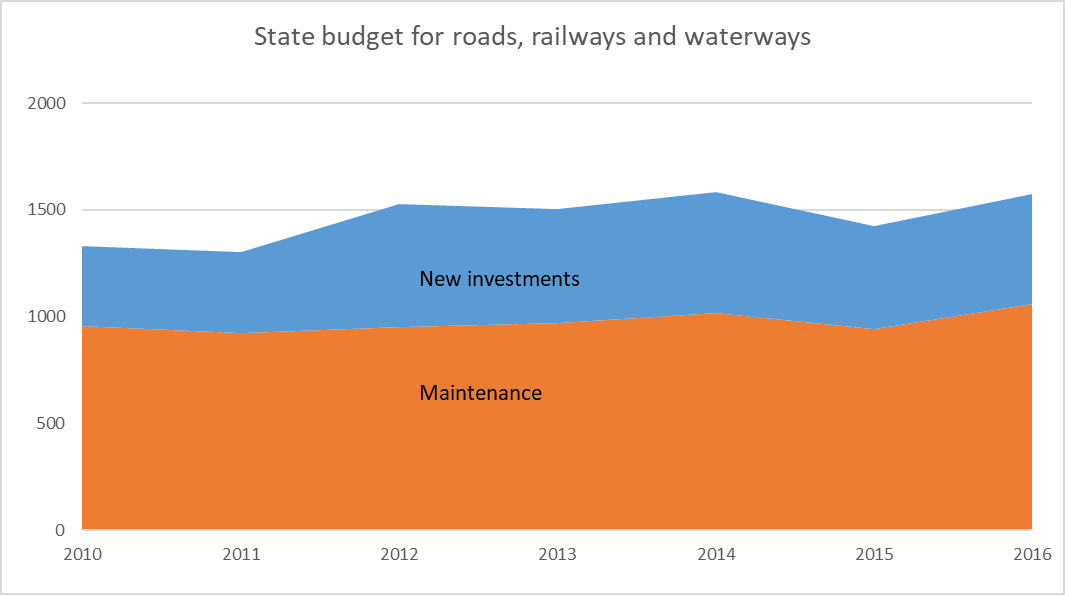 State budget for roads, railways and waterways
2000
1500
New investments
1000
Maintenance
500
0
2010 2011 2012 2013 2014 2015 2016